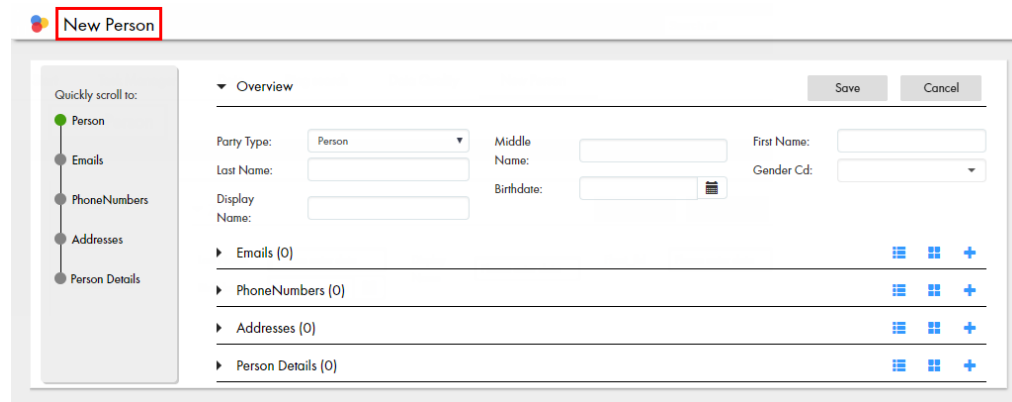 New Person
Quickly scroll to:
Person
Emails
PhoneNumbers
Addresses
Person Details
Overview
Save
Cancel
Party Type:
Person
Middle
Name:
First Name:
Last Name:
Gender Cd:
Birthdate:
Display
Name:
Emails (0)
PhoneNumbers (0)
Addresses (0)
Person Details (0)